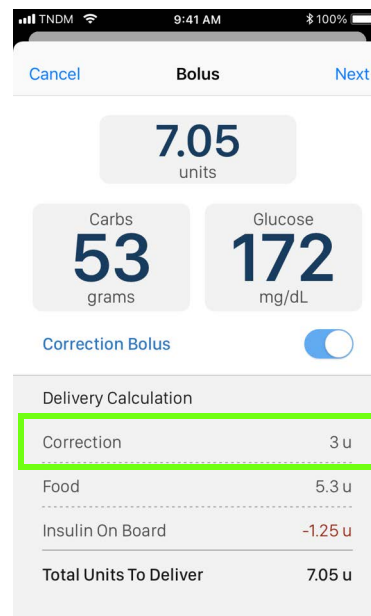 TNDM 9:41 AM 100%
Cancel Bolus Next
7.05
units
Carbs Glucose
53 172
grams mg/dL
Correction Bolus
Delivery Calculation
Correction 3 u
Food 5.3 u
Insulin On Board -1.25 u
Total Units To Deliver 7.05 u